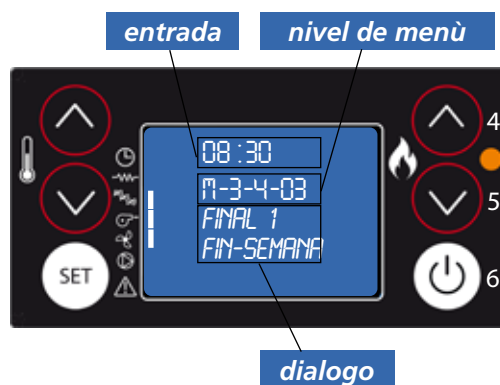 entrada
nivel de menù
08:30
M-3-4-03
FINAL 1
FIN-SEMANA
4
5
SET
6
dialogo